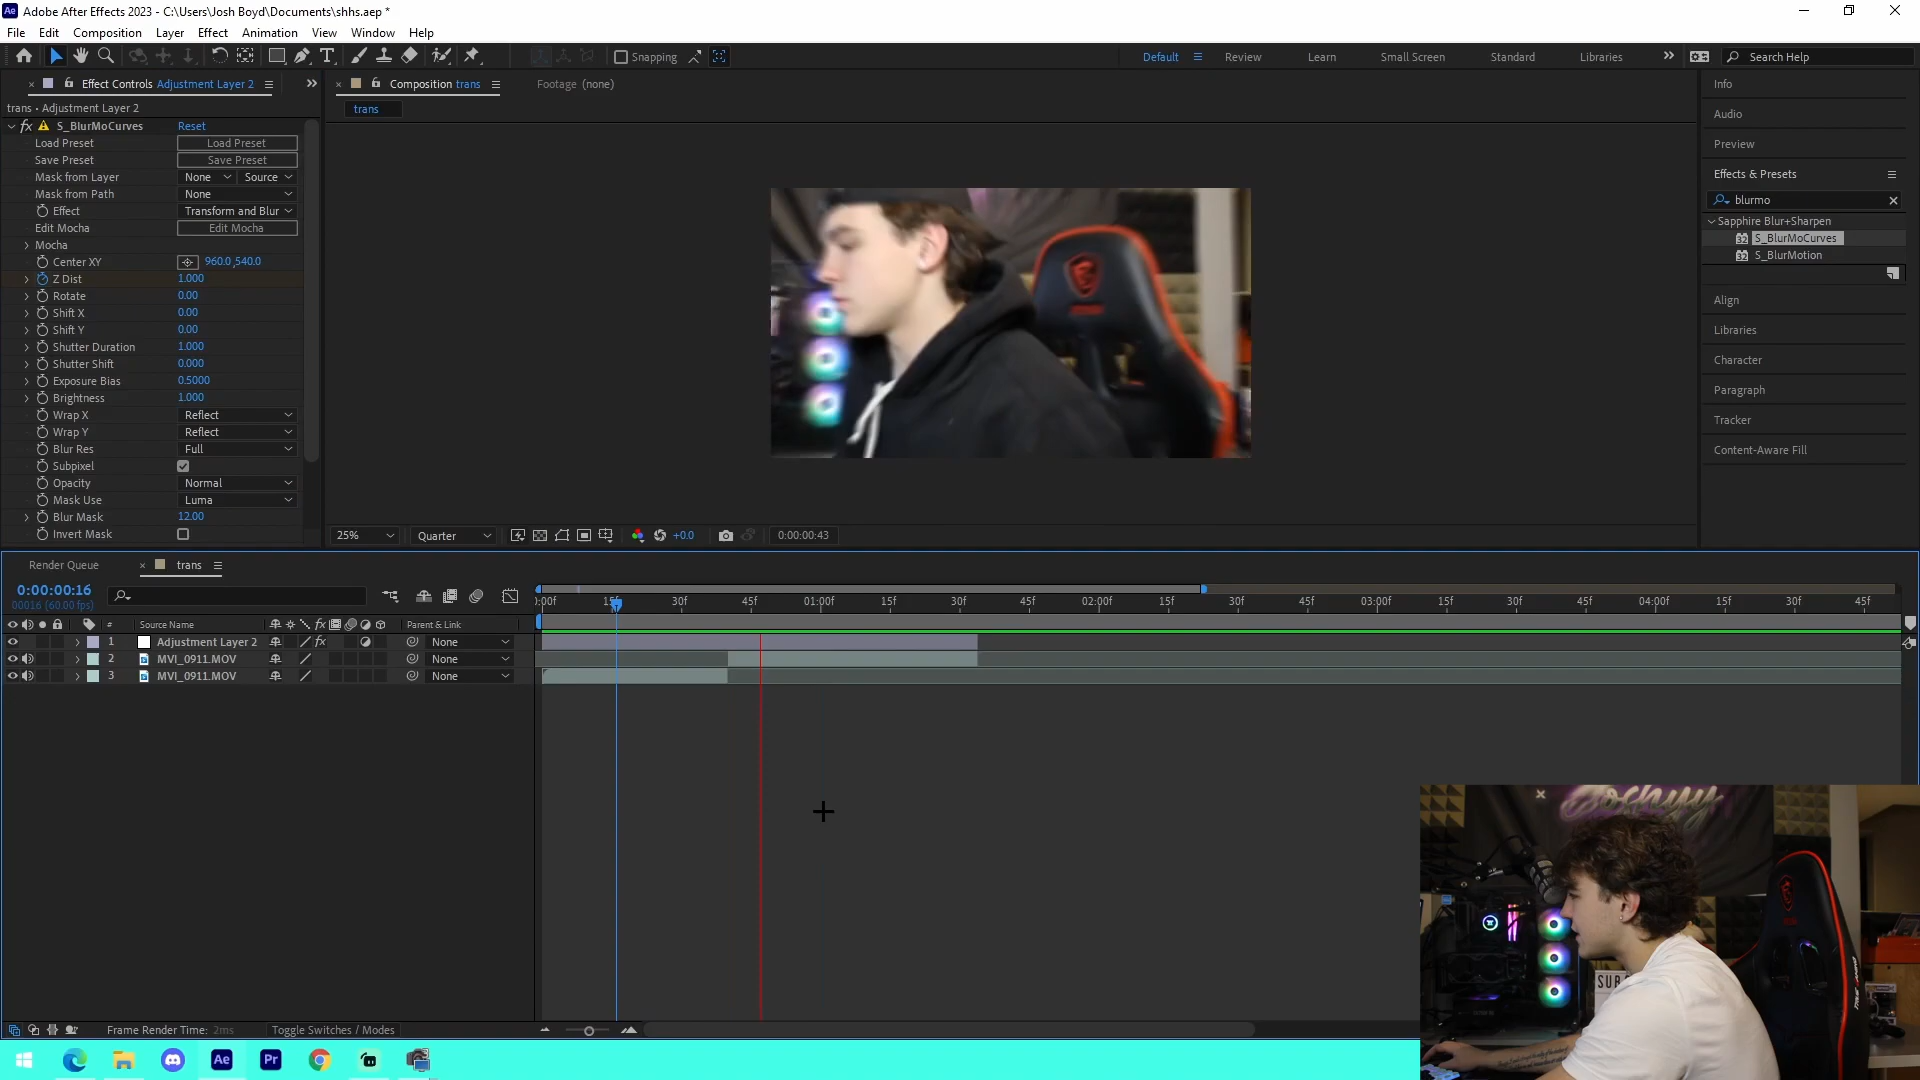 Adobe After Effects 2023 - C:\Users\Josh Boyd\Documents\shhs.aep *
File Edit Composition Layer Effect Animation View Window Help
Snapping Default Review Learn Small Screen Standard Libraries Search Help
Effect Controls Adjustment Layer 2
trans • Adjustment Layer 2
fx S_BlurMoCurves Reset
Load Preset Load Preset
Save Preset Save Preset
Mask from Layer None Source
Mask from Path None
Effect Transform and Blur
Edit Mocha Edit Mocha
Mocha
Center XY 960.0 ,540.0
Z Dist 1.000
Rotate 0.00
Shift X 0.00
Shift Y 0.00
Shutter Duration 1.000
Shutter Shift 0.000
Exposure Bias 0.5000
Brightness 1.000
Wrap X Reflect
Wrap Y Reflect
Blur Res Full
Subpixel
Opacity Normal
Mask Use Luma
Blur Mask 12.00
Invert Mask
Composition trans Footage (none)
trans
25% Quarter +0.0 0:00:00:43
Info
Audio
Preview
Effects & Presets
blurmo
Sapphire Blur+Sharpen
32 S_BlurMoCurves
32 S_BlurMotion
Align
Libraries
Character
Paragraph
Tracker
Content-Aware Fill
Render Queue trans
0:00:00:16
00016 (60.00 fps)
0:00f 15f 30f 45f 01:00f 15f 30f 45f 02:00f 15f 30f 45f 03:00f 15f 30f 45f 04:00f 15f 30f 45f
# Source Name fx Parent & Link
1 Adjustment Layer 2 fx None
2 MVI_0911.MOV None
3 MVI_0911.MOV None
Frame Render Time: 2ms Toggle Switches / Modes
Ae Pr
SUB